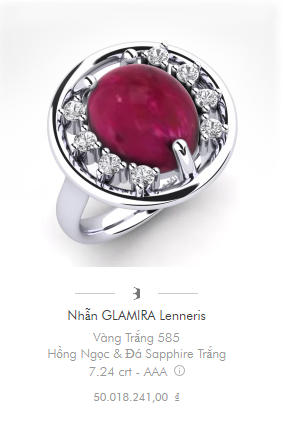 Nhẫn GLAMIRA Lenneris
Vàng Trắng 585
Hồng Ngọc & Đá Sapphire Trắng
7.24 crt - AAA
50.018.241,00 ₫